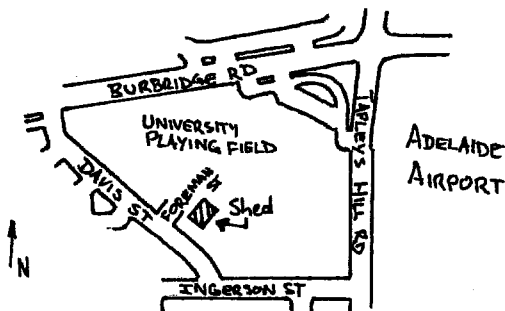 BURBRIDGE RD
UNIVERSITY
PLAYING FIELD
TAPLEYS HILL RD
ADELAIDE
AIRPORT
DAVIS ST
FOREMAN ST
Shed
N
INGERSON ST